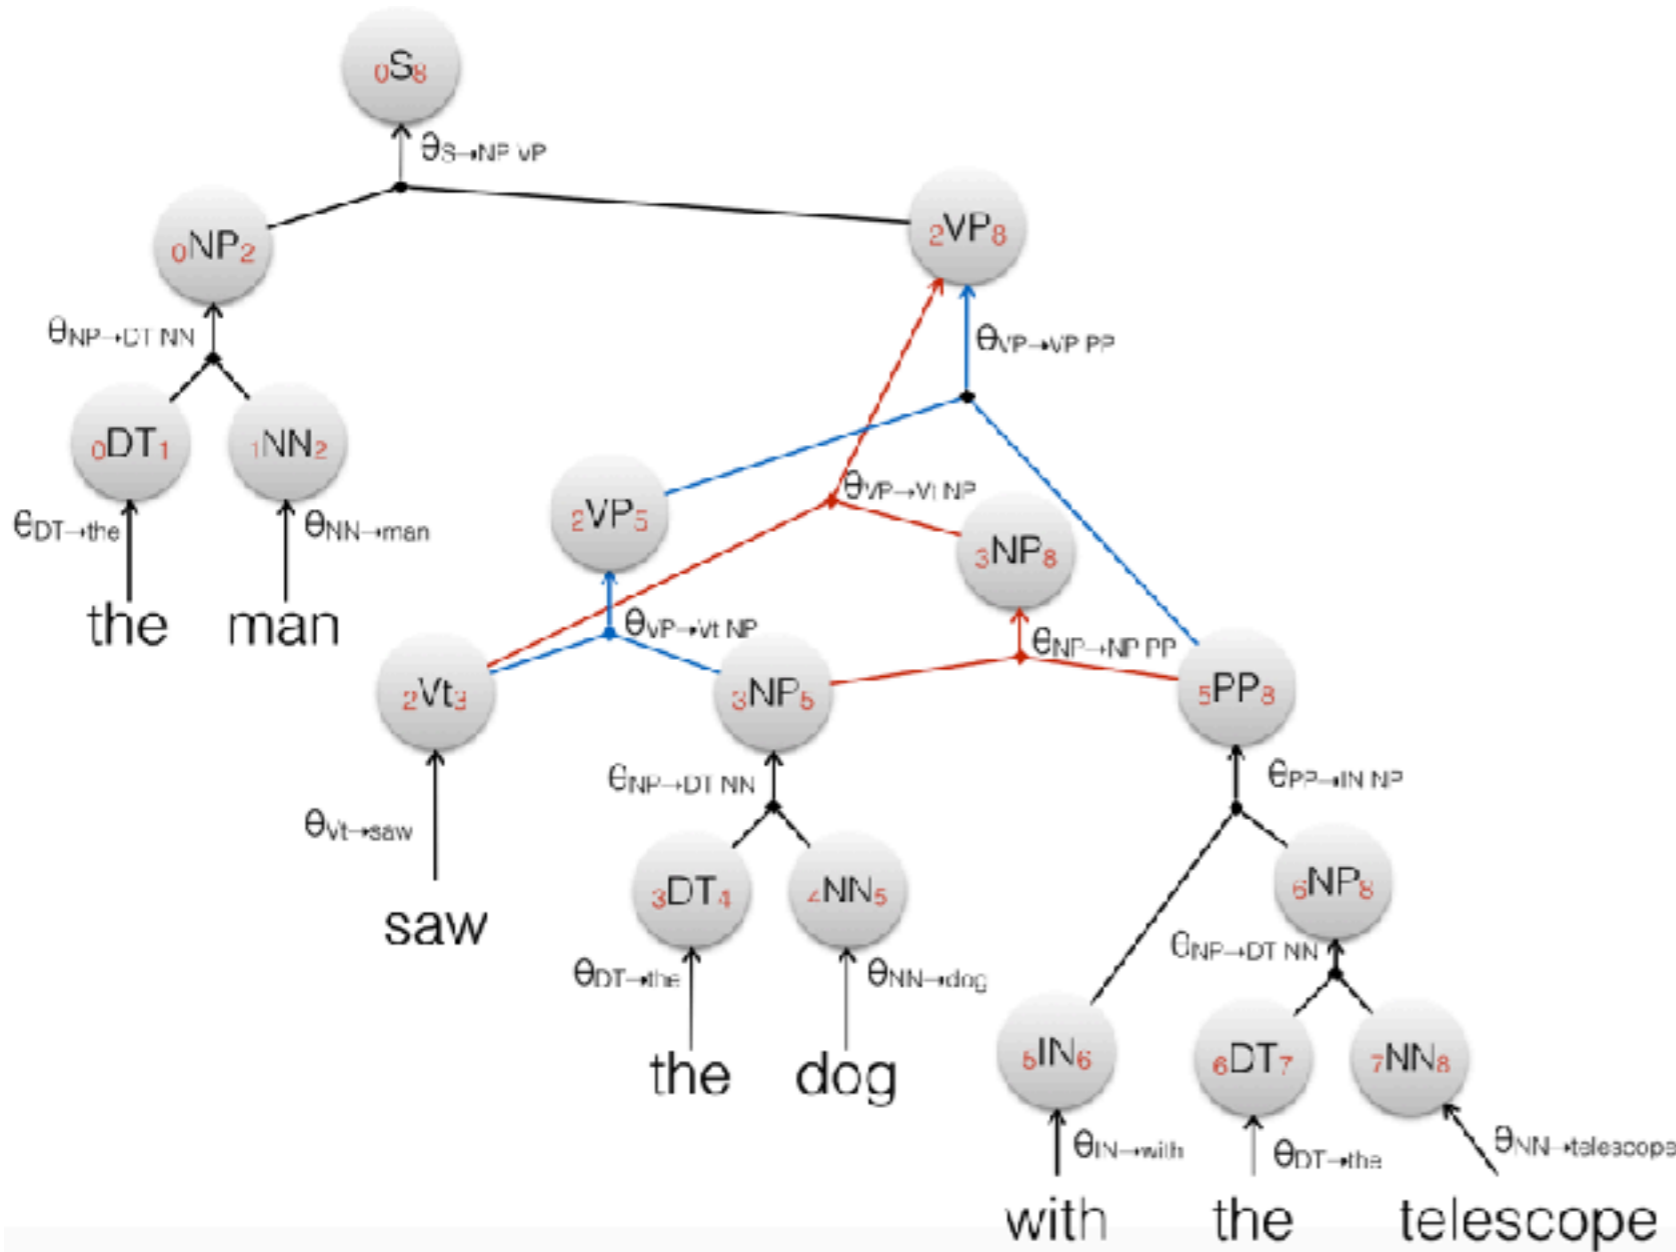 0S8
θS→NP VP
0NP2
2VP8
θNP→DT NN
θVP→VP PP
0DT1
1NN2
θVP→Vt NP
2VP5
3NP8
θDT→the
θNN→man
the man
θVP→Vt NP
θNP→NP PP
2Vt3
3NP5
5PP8
θNP→DT NN
θPP→IN NP
θVt→saw
3DT4
4NN5
6NP8
saw
θNP→DT NN
θDT→the
θNN→dog
5IN6
6DT7
7NN8
the dog
θIN→with
θDT→the
θNN→telescope
with the telescope